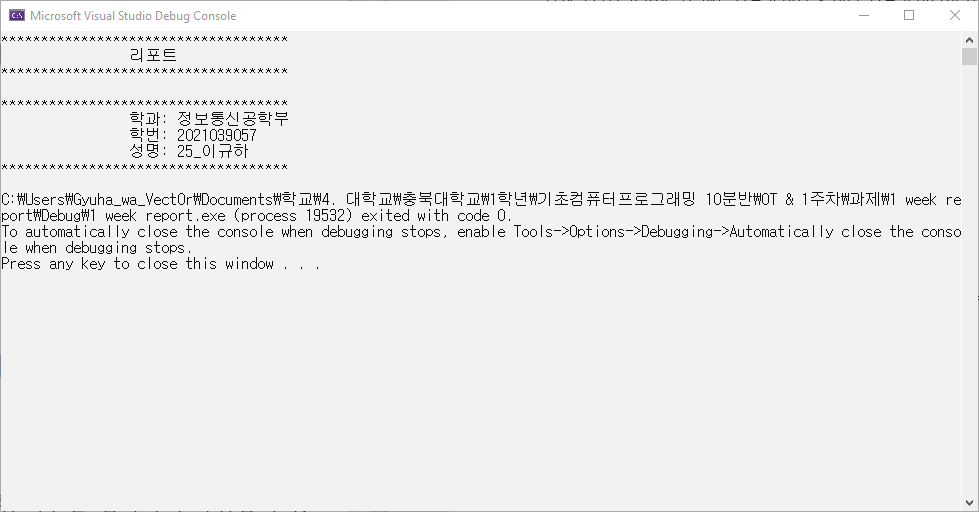 Microsoft Visual Studio Debug Console
************************************
리포트
************************************
************************************
학과: 정보통신공학부
학번: 2021039057
성명: 25_이규하
************************************
C:₩Users₩Gyuha_wa_VectOr₩Documents₩학교₩4. 대학교₩충북대학교₩1학년₩기초컴퓨터프로그래밍 10분반₩OT & 1주차₩과제₩1 week re
port₩Debug₩1 week report.exe (process 19532) exited with code 0.
To automatically close the console when debugging stops, enable Tools->Options->Debugging->Automatically close the conso
le when debugging stops.
Press any key to close this window . . .